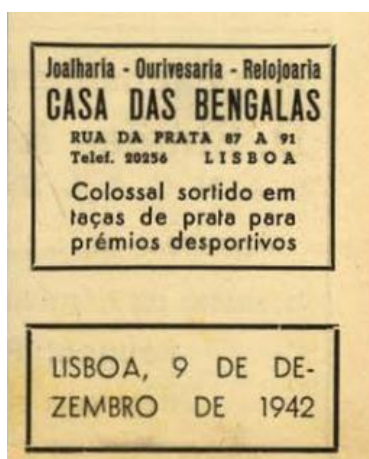 Joalharia - Ourivesaria - Relojoaria
CASA DAS BENGALAS
RUA DA PRATA 87 A 91
Telef. 20256 LISBOA
Colossal sortido em
taças de prata para
prémios desportivos
LISBOA, 9 DE DE-
ZEMBRO DE 1942